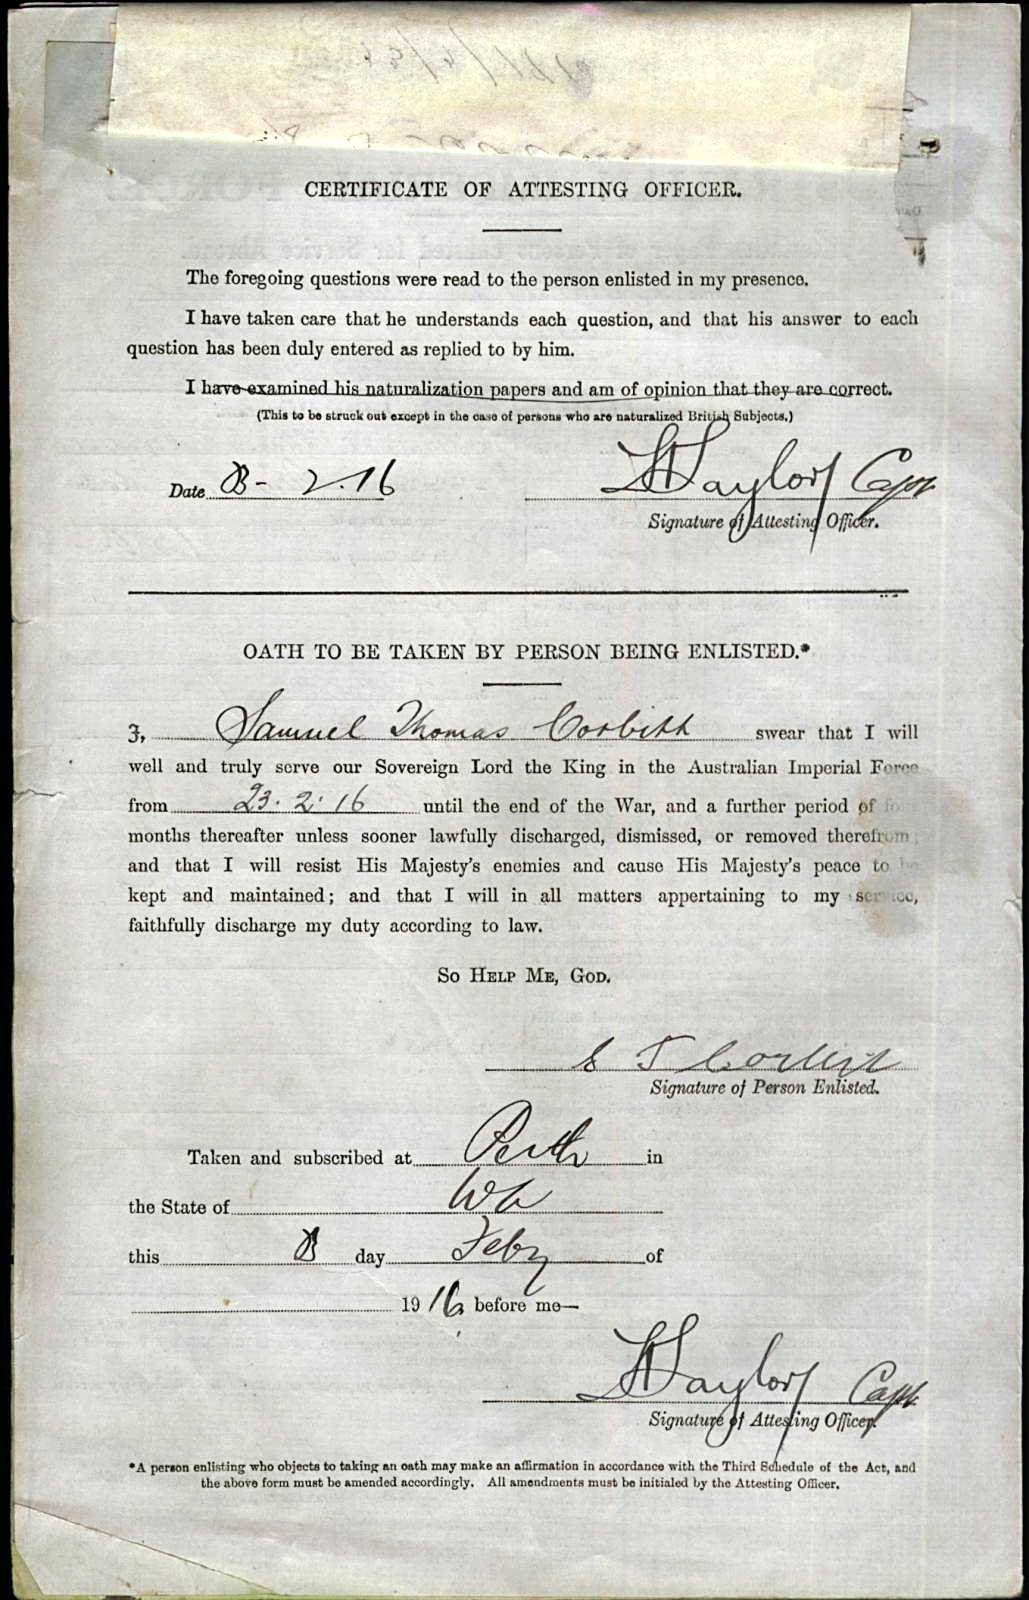 CERTIFICATE OF ATTESTING OFFICER.
The foregoing questions were read to the person enlisted in my presence.
I have taken care that he understands each question, and that his answer to each
question has been duly entered as replied to by him.
I have examined his naturalization papers and am of opinion that they are correct.
(This to be struck out except in the case of persons who are naturalized British Subjects.)
Date 8 - 2.16 Taylor Capt
Signature of Attesting Officer.
OATH TO BE TAKEN BY PERSON BEING ENLISTED.*
I, Samuel Thomas Corbitt swear that I will
well and truly serve our Sovereign Lord the King in the Australian Imperial Force
from 23. 2. 16 until the end of the War, and a further period of four
months thereafter unless sooner lawfully discharged, dismissed, or removed therefrom;
and that I will resist His Majesty's enemies and cause His Majesty's peace to be
kept and maintained; and that I will in all matters appertaining to my service,
faithfully discharge my duty according to law.
SO HELP ME, GOD.
S T Corbitt
Signature of Person Enlisted.
Taken and subscribed at Perth in
the State of WA
this 8 day Feby of
1916 before me—
Taylor Capt
Signature of Attesting Officer.
*A person enlisting who objects to taking an oath may make an affirmation in accordance with the Third Schedule of the Act, and
the above form must be amended accordingly. All amendments must be initialed by the Attesting Officer.